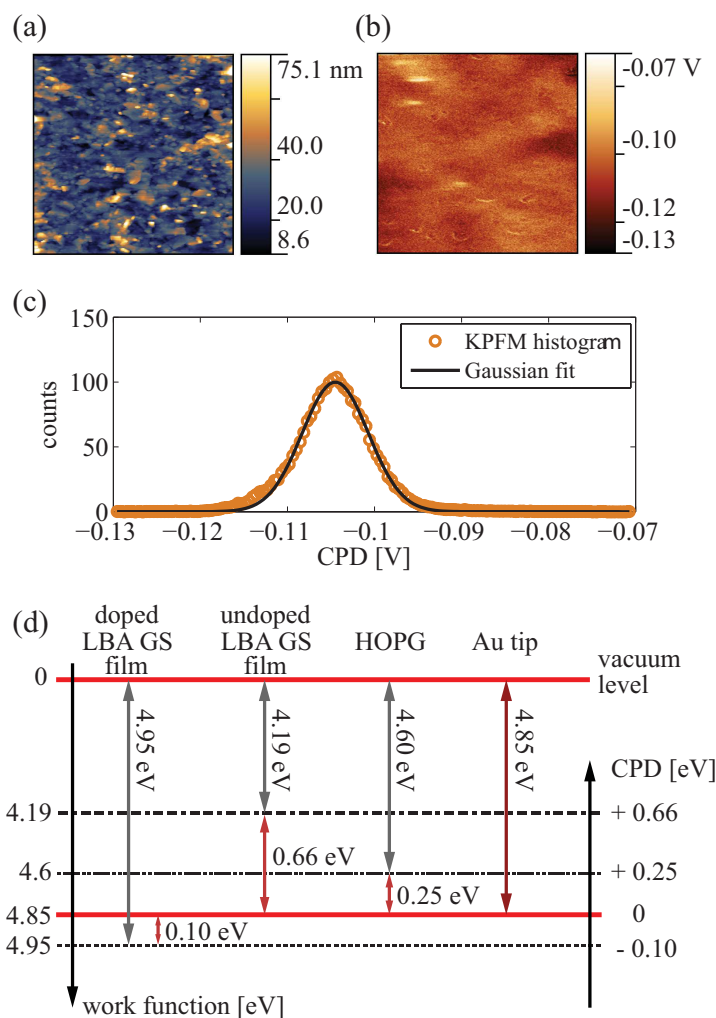 (a)
75.1 nm
40.0
20.0
8.6
(b)
-0.07 V
-0.10
-0.12
-0.13
(c)
150
100
50
0
counts
KPFM histogram
Gaussian fit
−0.13 −0.12 −0.11 −0.1 −0.09 −0.08 −0.07
CPD [V]
(d)
doped
LBA GS
film
undoped
LBA GS
film
HOPG
Au tip
vacuum
level
0
4.95 eV
4.19 eV
4.60 eV
4.85 eV
CPD [eV]
4.19
+ 0.66
0.66 eV
4.6
+ 0.25
0.25 eV
4.85
0
0.10 eV
4.95
- 0.10
work function [eV]